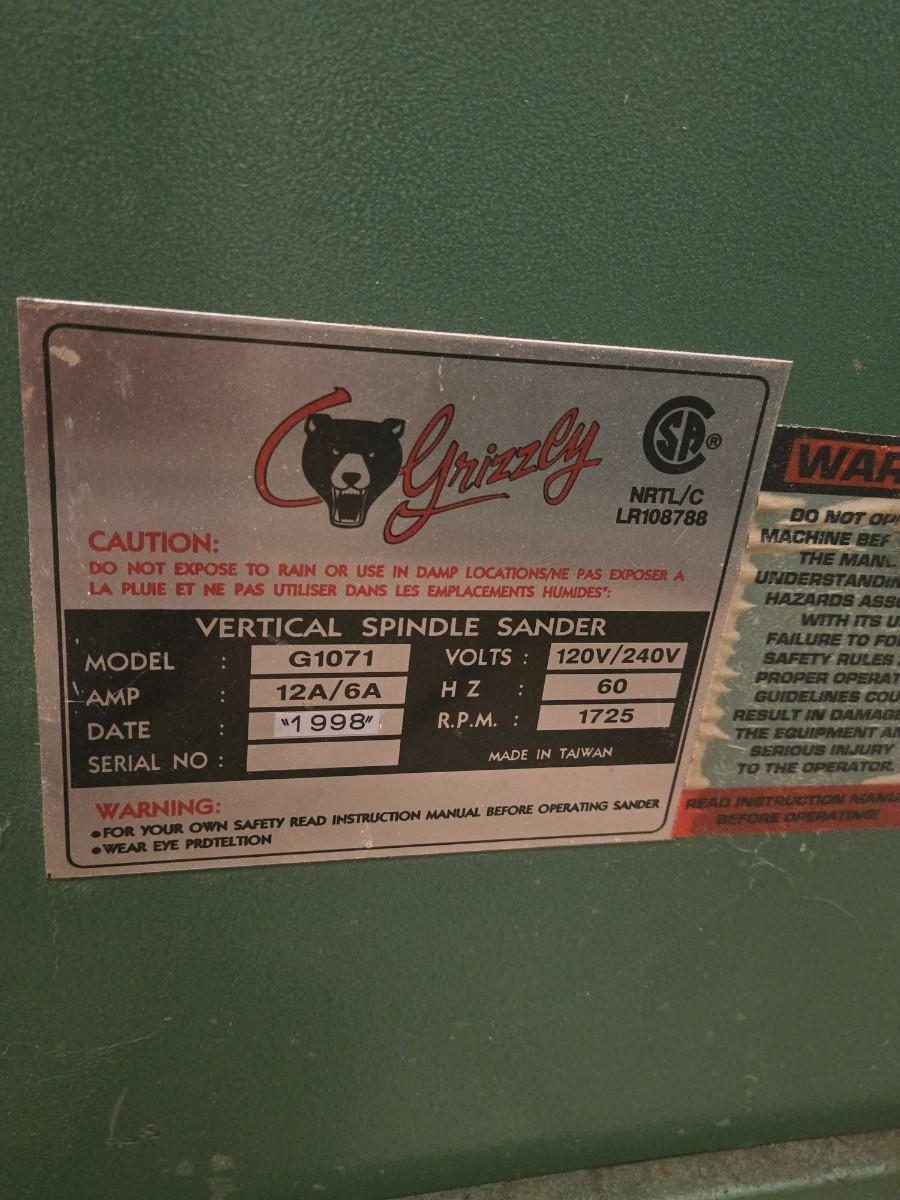 Grizzly
SA®
NRTL/C
LR108788
CAUTION:
DO NOT EXPOSE TO RAIN OR USE IN DAMP LOCATIONS/NE PAS EXPOSER A
LA PLUIE ET NE PAS UTILISER DANS LES EMPLACEMENTS HUMIDES":
VERTICAL SPINDLE SANDER
MODEL : G1071 VOLTS : 120V/240V
AMP : 12A/6A HZ : 60
DATE : "1998" R.P.M. : 1725
SERIAL NO : MADE IN TAIWAN
WARNING:
•FOR YOUR OWN SAFETY READ INSTRUCTION MANUAL BEFORE OPERATING SANDER
•WEAR EYE PRDTELTION
WAR
DO NOT OP
MACHINE BEF
THE MAN
UNDERSTANDIN
HAZARDS ASS
WITH ITS U
FAILURE TO FO
SAFETY RULES
PROPER OPERAT
GUIDELINES COU
RESULT IN DAMAGE
THE EQUIPMENT AN
SERIOUS INJURY
TO THE OPERATOR.
READ INSTRUCTION MANU
BEFORE OPERATING!